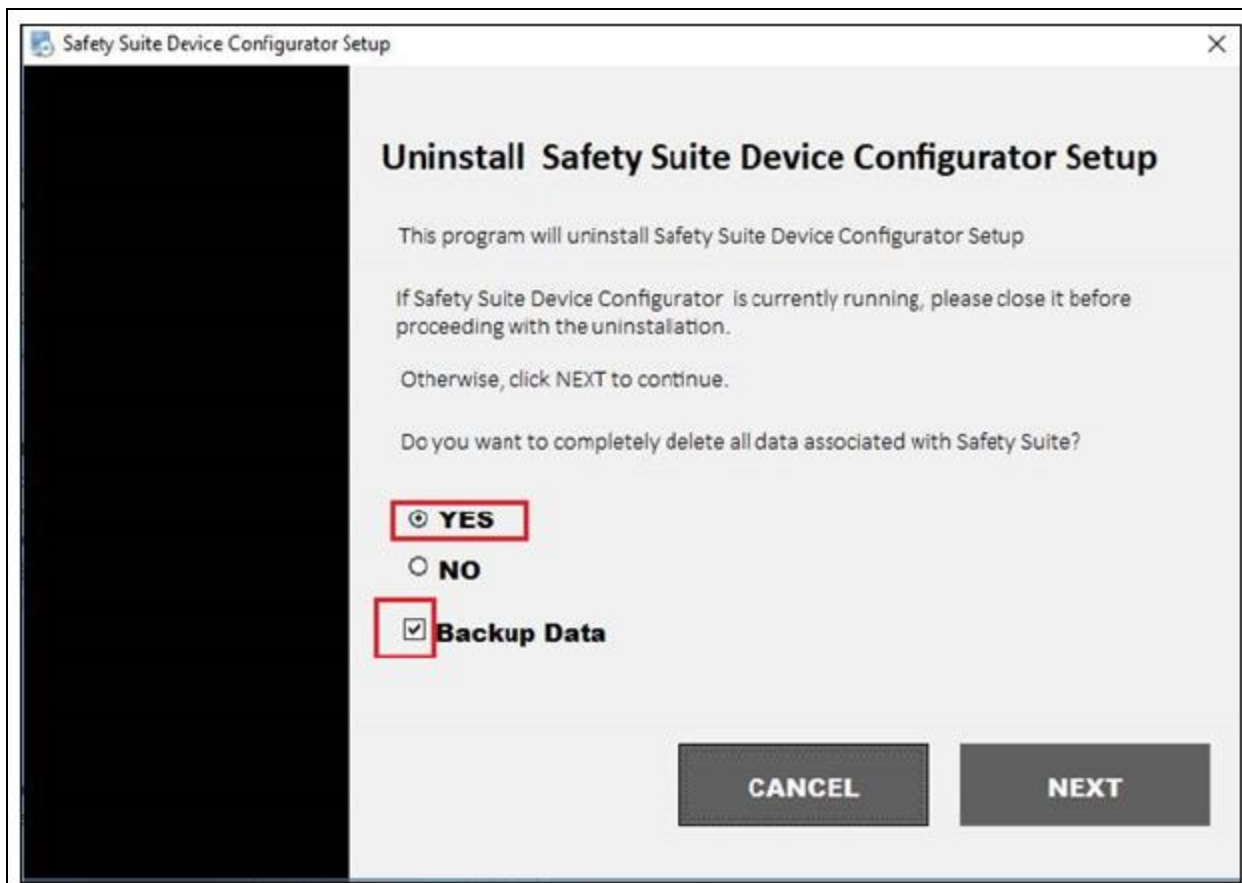 Safety Suite Device Configurator Setup
Uninstall  Safety Suite Device Configurator Setup
This program will uninstall Safety Suite Device Configurator Setup
If Safety Suite Device Configurator  is currently running, please close it before
proceeding with the uninstallation.
Otherwise, click NEXT to continue.
Do you want to completely delete all data associated with Safety Suite?
YES
NO
Backup Data
CANCEL
NEXT